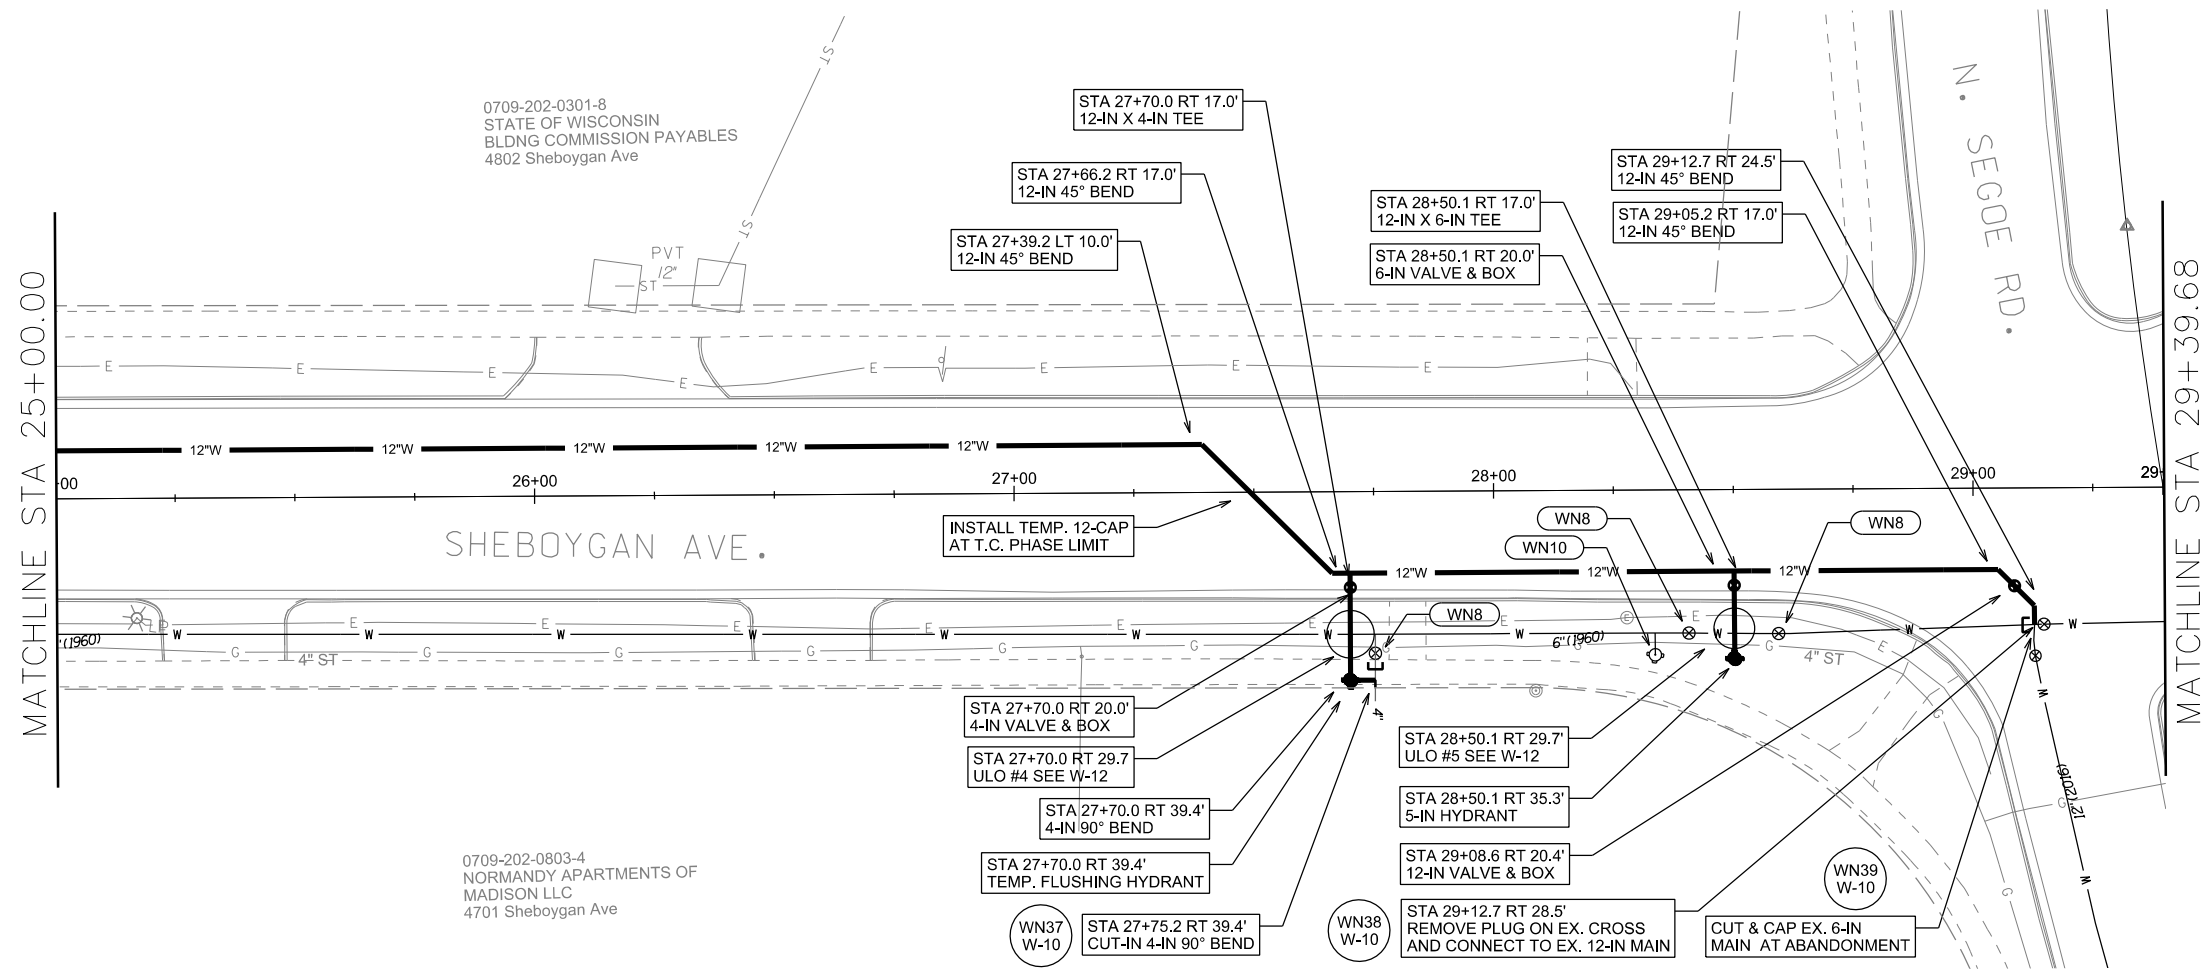 0709-202-0301-8
STATE OF WISCONSIN
BLDNG COMMISSION PAYABLES
4802 Sheboygan Ave
ST
ST
PVT
12"
ST
STA 27+70.0 RT 17.0'
12-IN X 4-IN TEE
STA 27+66.2 RT 17.0'
12-IN 45° BEND
STA 27+39.2 LT 10.0'
12-IN 45° BEND
STA 28+50.1 RT 17.0'
12-IN X 6-IN TEE
STA 28+50.1 RT 20.0'
6-IN VALVE & BOX
STA 29+12.7 RT 24.5'
12-IN 45° BEND
STA 29+05.2 RT 17.0'
12-IN 45° BEND
N. SEGOE RD.
MATCHLINE STA 25+00.00
MATCHLINE STA 29+39.68
E E E E E E E E
12"W 12"W 12"W 12"W 12"W
+00 26+00 27+00 28+00 29+00 29+
INSTALL TEMP. 12-CAP
AT T.C. PHASE LIMIT
SHEBOYGAN AVE.
WN8
WN10
WN8
12"W 12"W 12"W
WN8
LP
E E E E E E E
"(1960) W W W W W W W W 6"(1960) W W W
G G G G G G G G G
4" ST
4" ST
E
G
4"
STA 27+70.0 RT 20.0'
4-IN VALVE & BOX
STA 27+70.0 RT 29.7
ULO #4 SEE W-12
STA 27+70.0 RT 39.4'
4-IN 90° BEND
STA 27+70.0 RT 39.4'
TEMP. FLUSHING HYDRANT
WN37
W-10
STA 27+75.2 RT 39.4'
CUT-IN 4-IN 90° BEND
STA 28+50.1 RT 29.7'
ULO #5 SEE W-12
STA 28+50.1 RT 35.3'
5-IN HYDRANT
STA 29+08.6 RT 20.4'
12-IN VALVE & BOX
WN38
W-10
STA 29+12.7 RT 28.5'
REMOVE PLUG ON EX. CROSS
AND CONNECT TO EX. 12-IN MAIN
WN39
W-10
CUT & CAP EX. 6-IN
MAIN AT ABANDONMENT
W
12"(2016)
W
G
G
0709-202-0803-4
NORMANDY APARTMENTS OF
MADISON LLC
4701 Sheboygan Ave